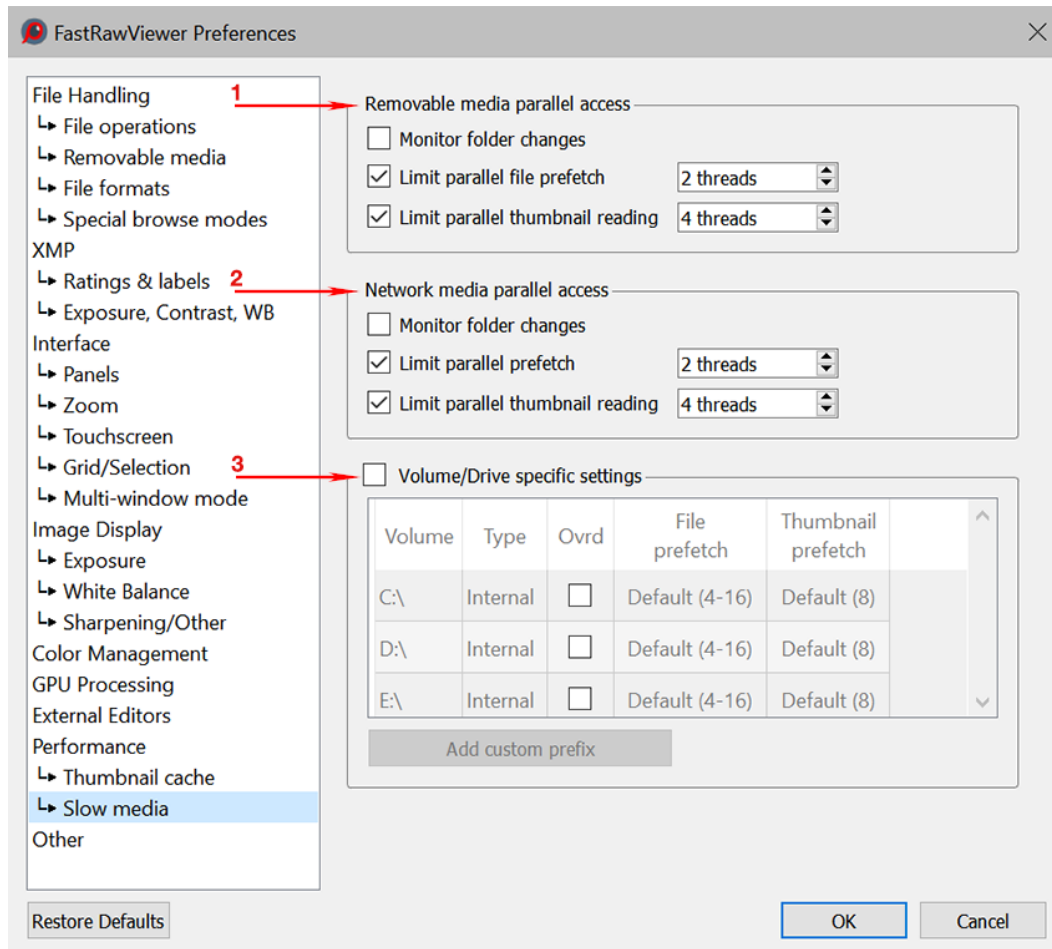 FastRawViewer Preferences
File Handling
File operations
Removable media
File formats
Special browse modes
XMP
Ratings & labels
Exposure, Contrast, WB
Interface
Panels
Zoom
Touchscreen
Grid/Selection
Multi-window mode
Image Display
Exposure
White Balance
Sharpening/Other
Color Management
GPU Processing
External Editors
Performance
Thumbnail cache
Slow media
Other
1
Removable media parallel access
Monitor folder changes
Limit parallel file prefetch 2 threads
Limit parallel thumbnail reading 4 threads
2
Network media parallel access
Monitor folder changes
Limit parallel prefetch 2 threads
Limit parallel thumbnail reading 4 threads
3
Volume/Drive specific settings
Volume Type Ovrd File prefetch Thumbnail prefetch
C:\ Internal Default (4-16) Default (8)
D:\ Internal Default (4-16) Default (8)
E:\ Internal Default (4-16) Default (8)
Add custom prefix
Restore Defaults OK Cancel